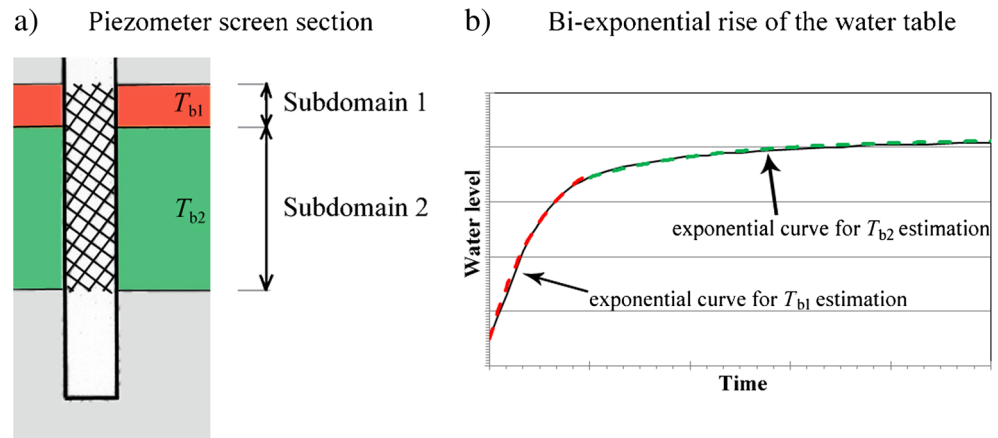 a) Piezometer screen section
Tb1
Subdomain 1
Tb2
Subdomain 2
b) Bi-exponential rise of the water table
Water level
exponential curve for Tb2 estimation
exponential curve for Tb1 estimation
Time